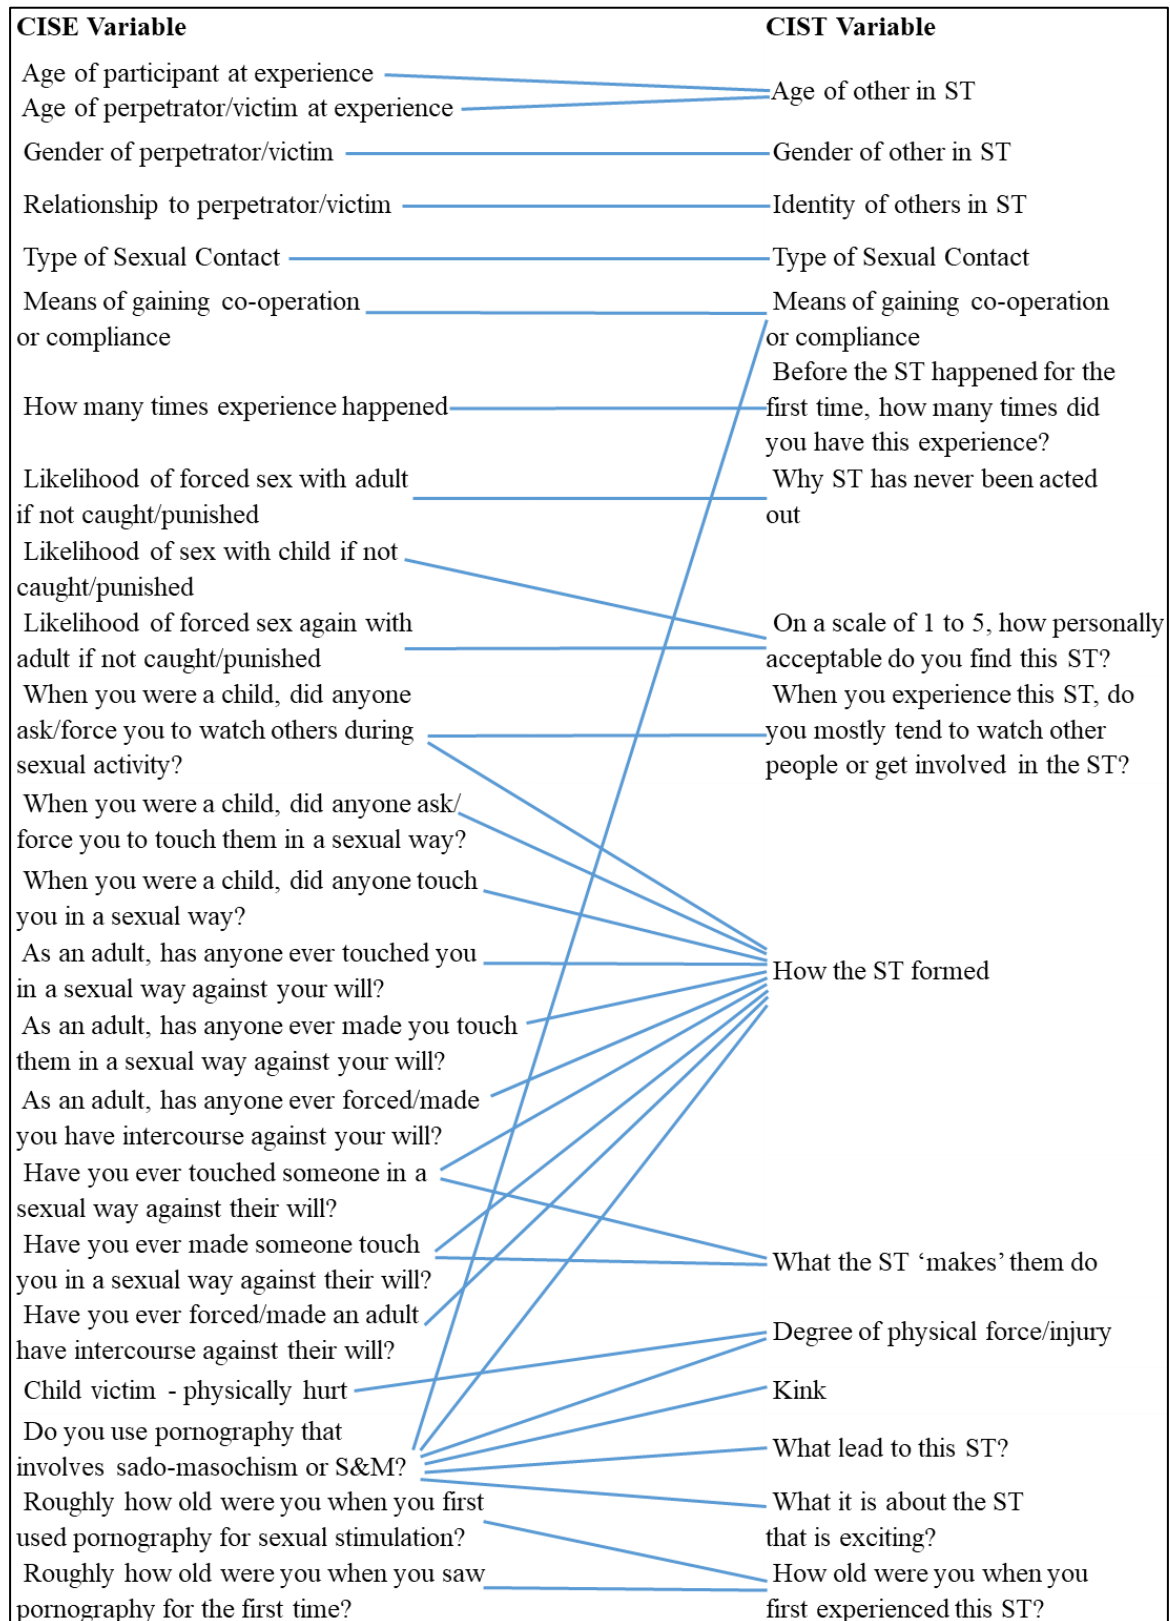 CISE Variable
CIST Variable
Age of participant at experience
Age of perpetrator/victim at experience
Age of other in ST
Gender of perpetrator/victim
Gender of other in ST
Relationship to perpetrator/victim
Identity of others in ST
Type of Sexual Contact
Type of Sexual Contact
Means of gaining co-operation
or compliance
Means of gaining co-operation
or compliance
How many times experience happened
Before the ST happened for the
first time, how many times did
you have this experience?
Likelihood of forced sex with adult
if not caught/punished
Why ST has never been acted
out
Likelihood of sex with child if not
caught/punished
Likelihood of forced sex again with
adult if not caught/punished
On a scale of 1 to 5, how personally
acceptable do you find this ST?
When you were a child, did anyone
ask/force you to watch others during
sexual activity?
When you experience this ST, do
you mostly tend to watch other
people or get involved in the ST?
When you were a child, did anyone ask/
force you to touch them in a sexual way?
When you were a child, did anyone touch
you in a sexual way?
As an adult, has anyone ever touched you
in a sexual way against your will?
How the ST formed
As an adult, has anyone ever made you touch
them in a sexual way against your will?
As an adult, has anyone ever forced/made
you have intercourse against your will?
Have you ever touched someone in a
sexual way against their will?
Have you ever made someone touch
you in a sexual way against their will?
What the ST ‘makes’ them do
Have you ever forced/made an adult
have intercourse against their will?
Degree of physical force/injury
Child victim - physically hurt
Kink
Do you use pornography that
involves sado-masochism or S&M?
What lead to this ST?
Roughly how old were you when you first
used pornography for sexual stimulation?
What it is about the ST
that is exciting?
Roughly how old were you when you saw
pornography for the first time?
How old were you when you
first experienced this ST?